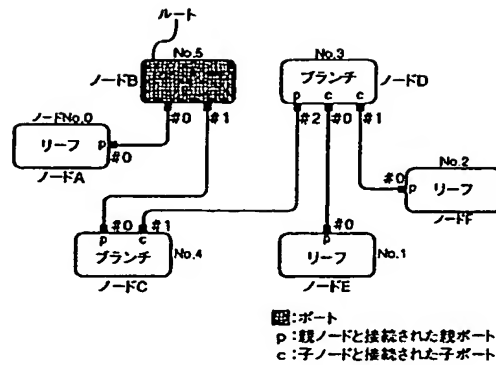 ルート
No.5
ノードB
#0
#1
No.3
ブランチ
ノードD
p c c
#2
#0
#1
ノードNo.0
リーフ p
#0
ノードA
No.2
#0
p リーフ
ノードF
#0
#1
p c
ブランチ
No.4
ノードC
#0
p
リーフ
No.1
ノードE
:ポート
p:親ノードと接続された親ポート
c:子ノードと接続された子ポート